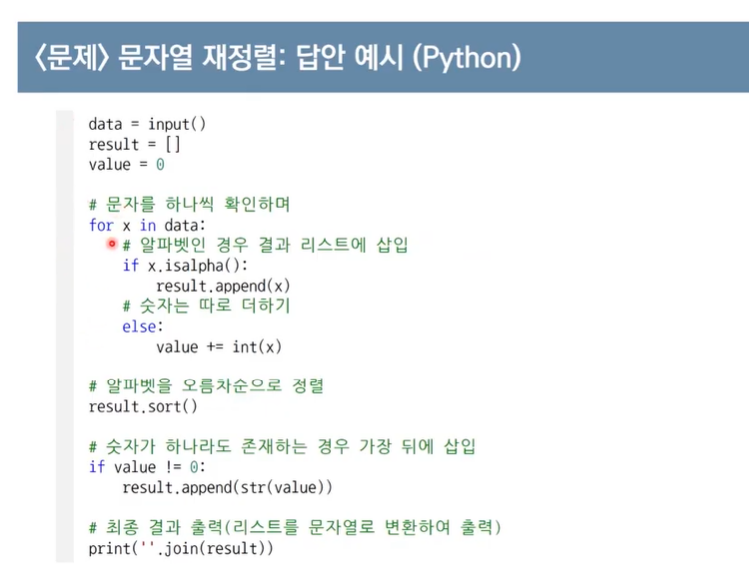 <문제> 문자열 재정렬: 답안 예시 (Python)
data = input()
result = []
value = 0
# 문자를 하나씩 확인하며
for x in data:
# 알파벳인 경우 결과 리스트에 삽입
if x.isalpha():
result.append(x)
# 숫자는 따로 더하기
else:
value += int(x)
# 알파벳을 오름차순으로 정렬
result.sort()
# 숫자가 하나라도 존재하는 경우 가장 뒤에 삽입
if value != 0:
result.append(str(value))
# 최종 결과 출력(리스트를 문자열로 변환하여 출력)
print(''.join(result))